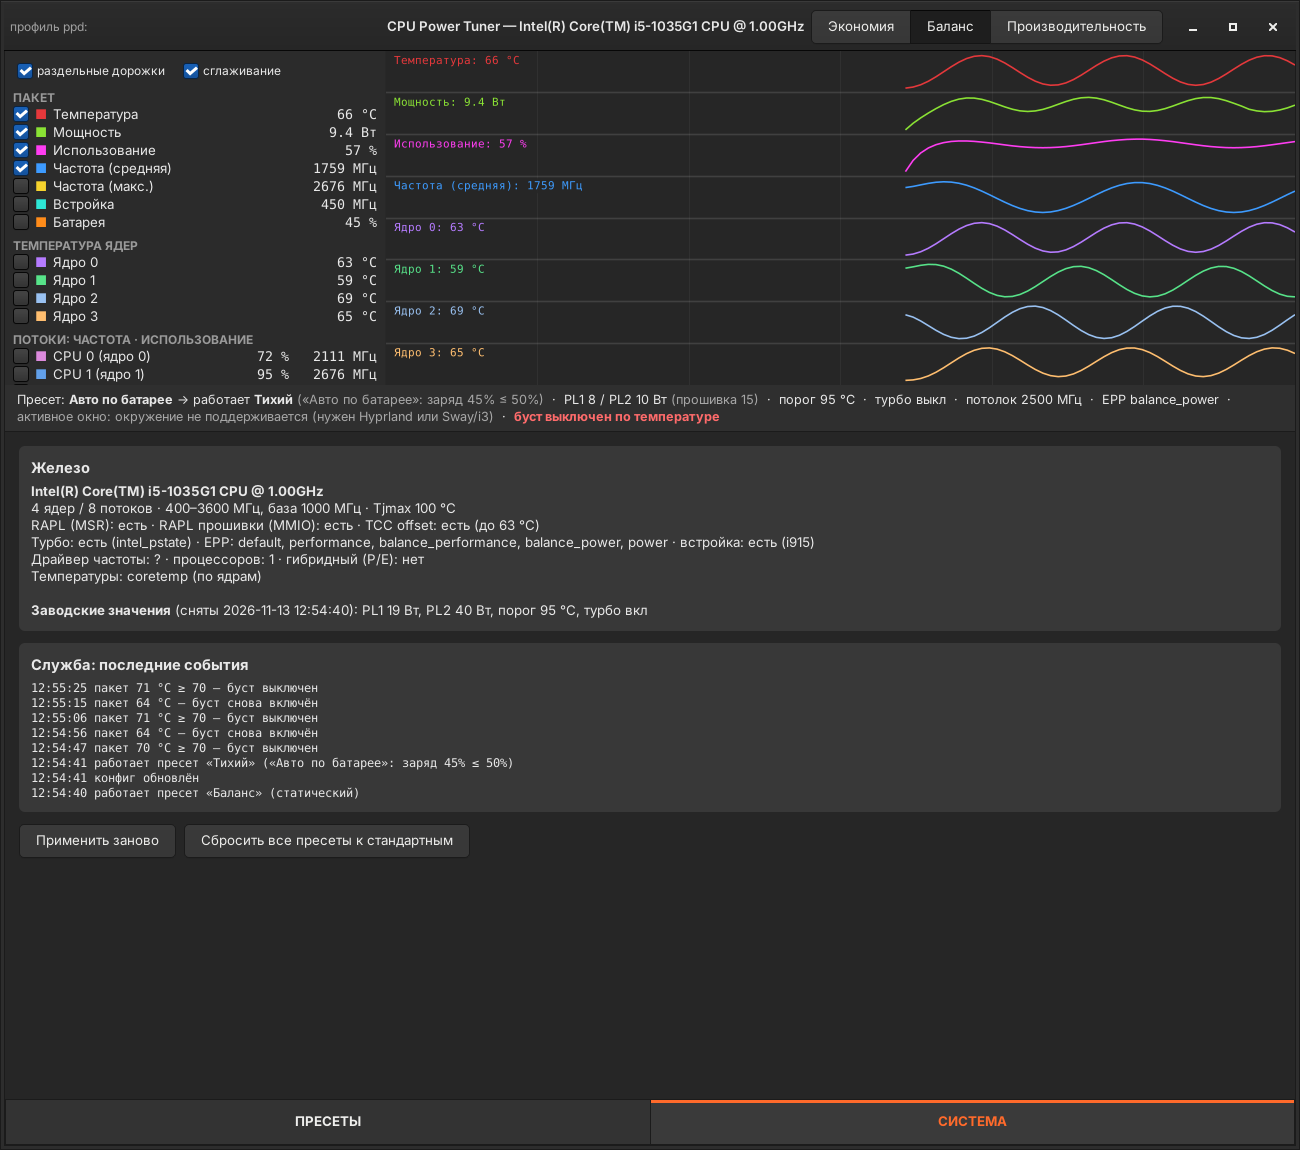 профиль ppd:
CPU Power Tuner — Intel(R) Core(TM) i5-1035G1 CPU @ 1.00GHz
Экономия
Баланс
Производительность
раздельные дорожки
сглаживание
ПАКЕТ
Температура 66 °C
Мощность 9.4 Вт
Использование 57 %
Частота (средняя) 1759 МГц
Частота (макс.) 2676 МГц
Встройка 450 МГц
Батарея 45 %
ТЕМПЕРАТУРА ЯДЕР
Ядро 0 63 °C
Ядро 1 59 °C
Ядро 2 69 °C
Ядро 3 65 °C
ПОТОКИ: ЧАСТОТА · ИСПОЛЬЗОВАНИЕ
CPU 0 (ядро 0) 72 % 2111 МГц
CPU 1 (ядро 1) 95 % 2676 МГц
Температура: 66 °C
Мощность: 9.4 Вт
Использование: 57 %
Частота (средняя): 1759 МГц
Ядро 0: 63 °C
Ядро 1: 59 °C
Ядро 2: 69 °C
Ядро 3: 65 °C
Пресет: Авто по батарее → работает Тихий («Авто по батарее»: заряд 45% ≤ 50%) · PL1 8 / PL2 10 Вт (прошивка 15) · порог 95 °C · турбо выкл · потолок 2500 МГц · EPP balance_power ·
активное окно: окружение не поддерживается (нужен Hyprland или Sway/i3) · буст выключен по температуре
Железо
Intel(R) Core(TM) i5-1035G1 CPU @ 1.00GHz
4 ядер / 8 потоков · 400–3600 МГц, база 1000 МГц · Tjmax 100 °C
RAPL (MSR): есть · RAPL прошивки (MMIO): есть · TCC offset: есть (до 63 °C)
Турбо: есть (intel_pstate) · EPP: default, performance, balance_performance, balance_power, power · встройка: есть (i915)
Драйвер частоты: ? · процессоров: 1 · гибридный (P/E): нет
Температуры: coretemp (по ядрам)
Заводские значения (сняты 2026-11-13 12:54:40): PL1 19 Вт, PL2 40 Вт, порог 95 °C, турбо вкл
Служба: последние события
12:55:25 пакет 71 °C ≥ 70 — буст выключен
12:55:15 пакет 64 °C — буст снова включён
12:55:06 пакет 71 °C ≥ 70 — буст выключен
12:54:56 пакет 64 °C — буст снова включён
12:54:47 пакет 70 °C ≥ 70 — буст выключен
12:54:41 работает пресет «Тихий» («Авто по батарее»: заряд 45% ≤ 50%)
12:54:41 конфиг обновлён
12:54:40 работает пресет «Баланс» (статический)
Применить заново
Сбросить все пресеты к стандартным
ПРЕСЕТЫ
СИСТЕМА